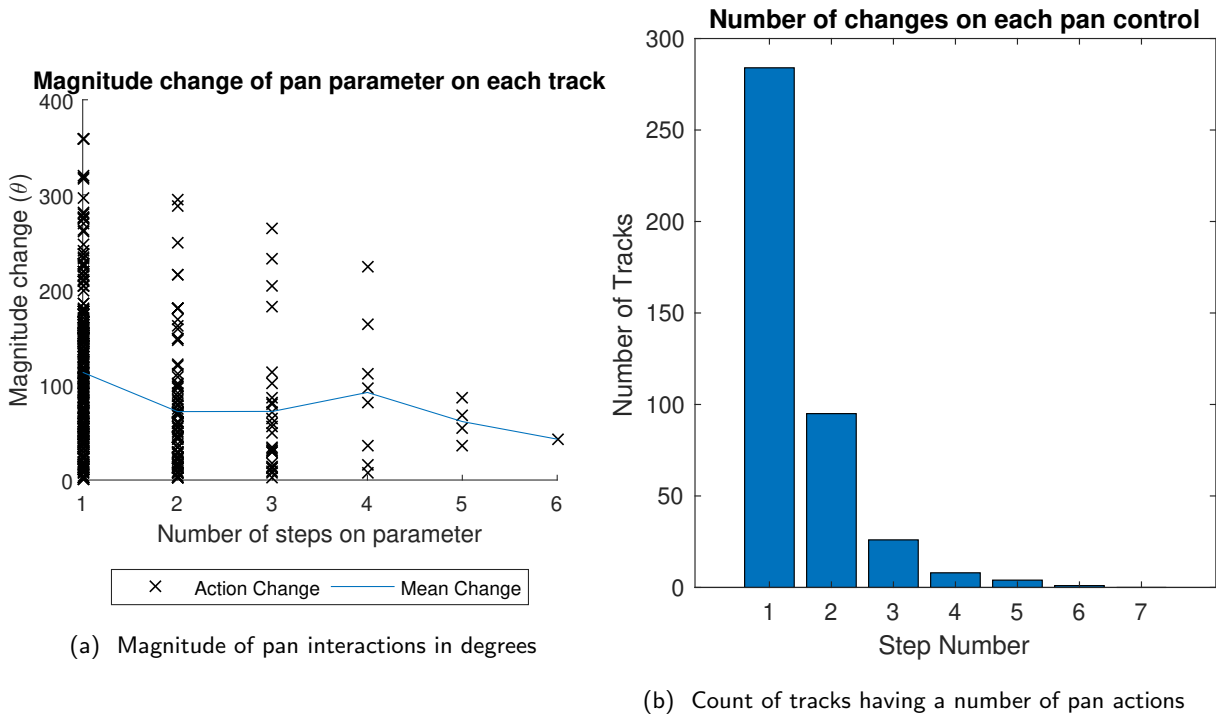 Magnitude change of pan parameter on each track
400
300
200
100
0
Magnitude change (θ)
1 2 3 4 5 6
Number of steps on parameter
Action Change Mean Change
(a) Magnitude of pan interactions in degrees
Number of changes on each pan control
300
250
200
150
100
50
0
Number of Tracks
1 2 3 4 5 6 7
Step Number
(b) Count of tracks having a number of pan actions